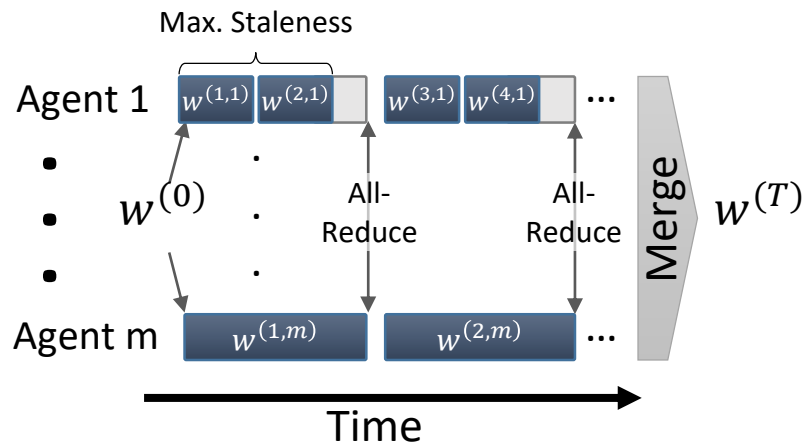 Max. Staleness
Agent 1 w^(1,1) w^(2,1) w^(3,1) w^(4,1) ...
w^(0) All-Reduce All-Reduce Merge w^(T)
Agent m w^(1,m) w^(2,m) ...
Time